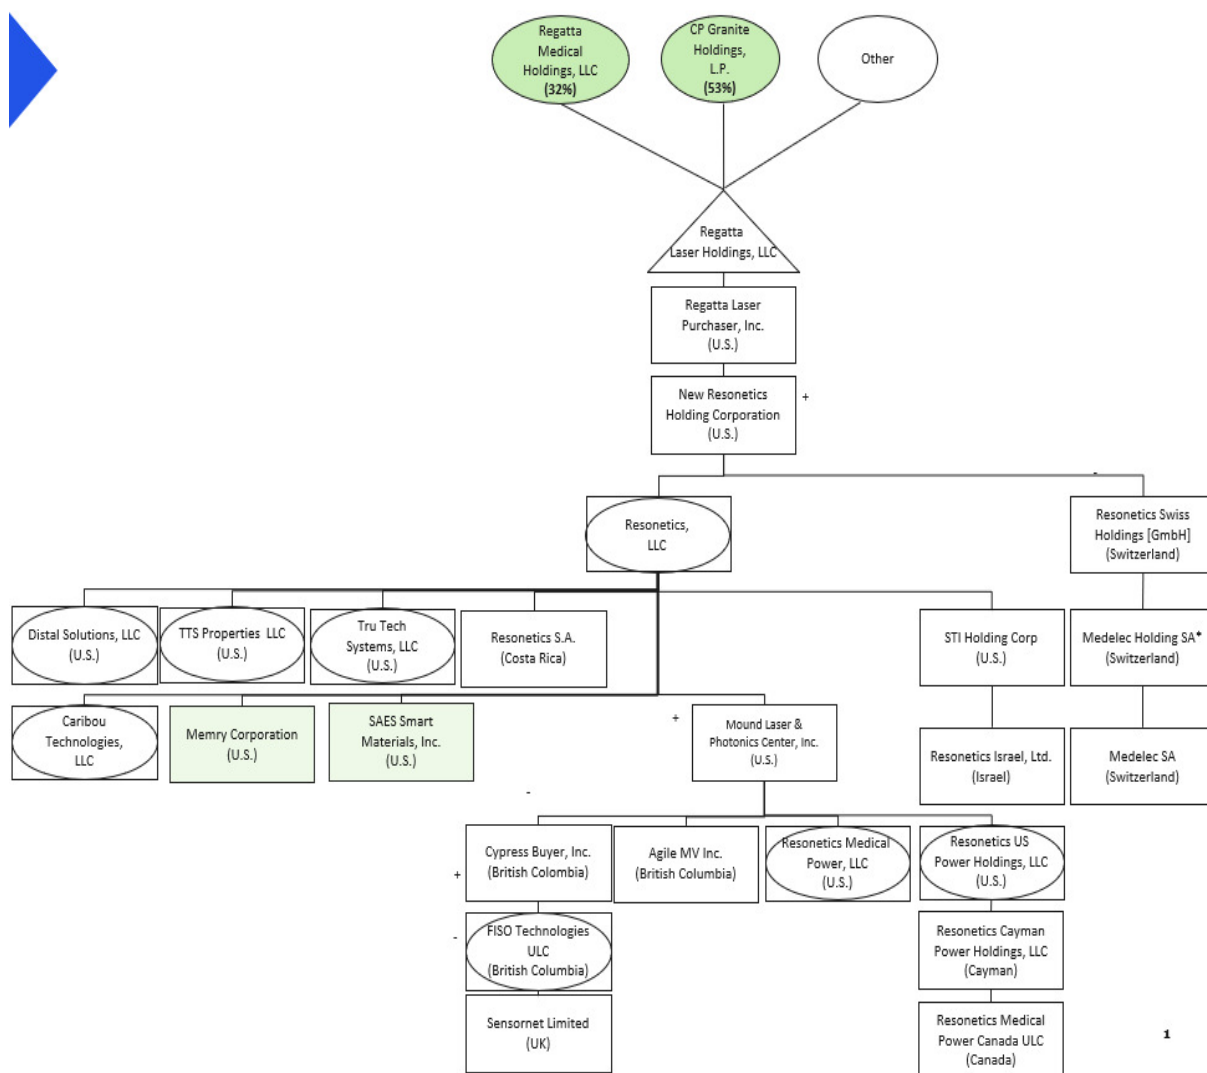 Regatta
Medical
Holdings, LLC
(32%)
CP Granite
Holdings,
L.P.
(53%)
Other
Regatta
Laser Holdings, LLC
Regatta Laser
Purchaser, Inc.
(U.S.)
New Resonetics
Holding Corporation
(U.S.)
+
-
Resonetics,
LLC
Resonetics Swiss
Holdings [GmbH]
(Switzerland)
Distal Solutions, LLC
(U.S.)
TTS Properties LLC
(U.S.)
Tru Tech
Systems, LLC
(U.S.)
Resonetics S.A.
(Costa Rica)
STI Holding Corp
(U.S.)
Medelec Holding SA*
(Switzerland)
Caribou
Technologies,
LLC
Memry Corporation
(U.S.)
SAES Smart
Materials, Inc.
(U.S.)
+
Mound Laser &
Photonics Center, Inc.
(U.S.)
Resonetics Israel, Ltd.
(Israel)
Medelec SA
(Switzerland)
-
Cypress Buyer, Inc.
(British Colombia)
Agile MV Inc.
(British Columbia)
Resonetics Medical
Power, LLC
(U.S.)
Resonetics US
Power Holdings, LLC
(U.S.)
+
-
FISO Technologies
ULC
(British Columbia)
Resonetics Cayman
Power Holdings, LLC
(Cayman)
Sensornet Limited
(UK)
Resonetics Medical
Power Canada ULC
(Canada)
1